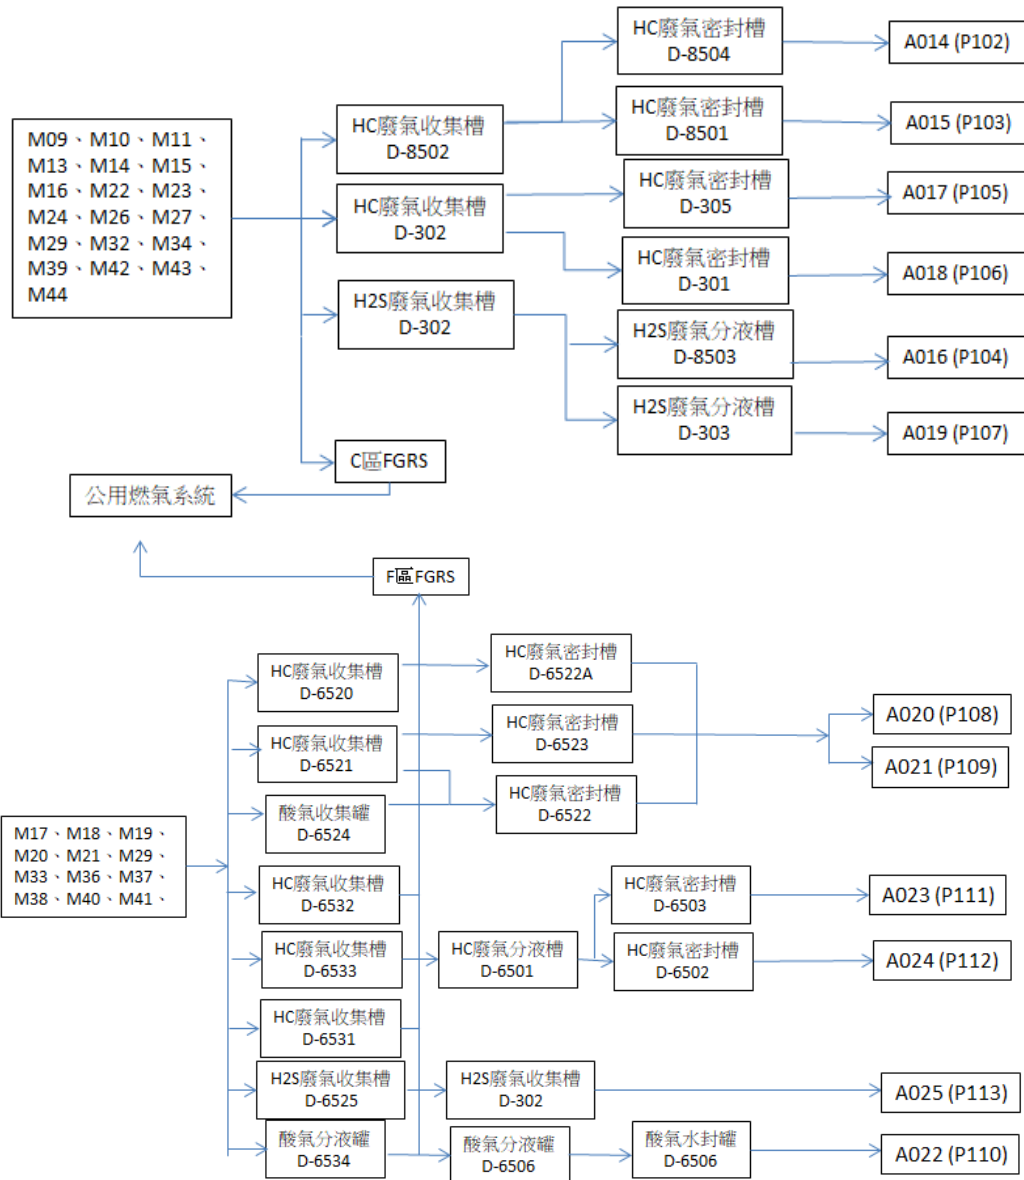 HC廢氣密封槽
D-8504
A014 (P102)
M09、M10、M11、
M13、M14、M15、
M16、M22、M23、
M24、M26、M27、
M29、M32、M34、
M39、M42、M43、
M44
HC廢氣收集槽
D-8502
HC廢氣密封槽
D-8501
A015 (P103)
HC廢氣收集槽
D-302
HC廢氣密封槽
D-305
A017 (P105)
HC廢氣密封槽
D-301
A018 (P106)
H2S廢氣收集槽
D-302
H2S廢氣分液槽
D-8503
A016 (P104)
H2S廢氣分液槽
D-303
A019 (P107)
C區FGRS
公用燃氣系統
F區FGRS
HC廢氣收集槽
D-6520
HC廢氣密封槽
D-6522A
HC廢氣收集槽
D-6521
HC廢氣密封槽
D-6523
A020 (P108)
A021 (P109)
酸氣收集罐
D-6524
HC廢氣密封槽
D-6522
M17、M18、M19、
M20、M21、M29、
M33、M36、M37、
M38、M40、M41、
HC廢氣收集槽
D-6532
HC廢氣密封槽
D-6503
A023 (P111)
HC廢氣收集槽
D-6533
HC廢氣分液槽
D-6501
HC廢氣密封槽
D-6502
A024 (P112)
HC廢氣收集槽
D-6531
H2S廢氣收集槽
D-6525
H2S廢氣收集槽
D-302
A025 (P113)
酸氣分液罐
D-6534
酸氣分液罐
D-6506
酸氣水封罐
D-6506
A022 (P110)